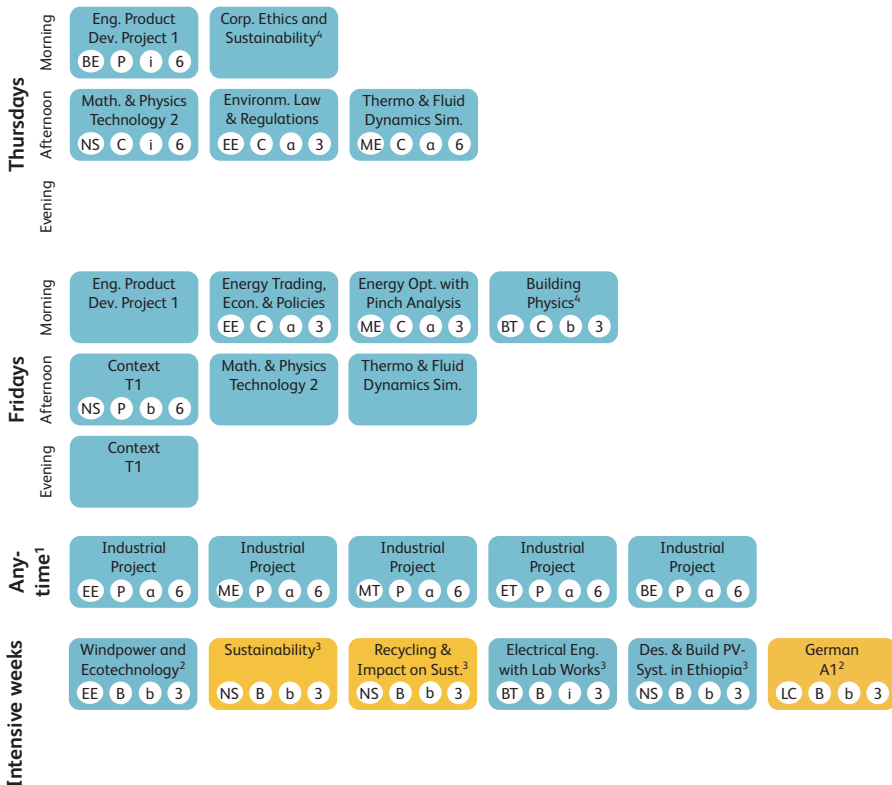 Thursdays
Morning
Eng. Product
Dev. Project 1
BE P i 6
Corp. Ethics and
Sustainability⁴
Afternoon
Math. & Physics
Technology 2
NS C i 6
Environm. Law
& Regulations
EE C a 3
Thermo & Fluid
Dynamics Sim.
ME C a 6
Evening
Fridays
Morning
Eng. Product
Dev. Project 1
Energy Trading,
Econ. & Policies
EE C a 3
Energy Opt. with
Pinch Analysis
ME C a 3
Building
Physics⁴
BT C b 3
Afternoon
Context
T1
NS P b 6
Math. & Physics
Technology 2
Thermo & Fluid
Dynamics Sim.
Evening
Context
T1
Any-
time¹
Industrial
Project
EE P a 6
Industrial
Project
ME P a 6
Industrial
Project
MT P a 6
Industrial
Project
ET P a 6
Industrial
Project
BE P a 6
Intensive weeks
Windpower and
Ecotechnology²
EE B b 3
Sustainability³
NS B b 3
Recycling &
Impact on Sust.³
NS B b 3
Electrical Eng.
with Lab Works³
BT B i 3
Des. & Build PV-
Syst. in Ethiopia³
NS B b 3
German
A1²
LC B b 3